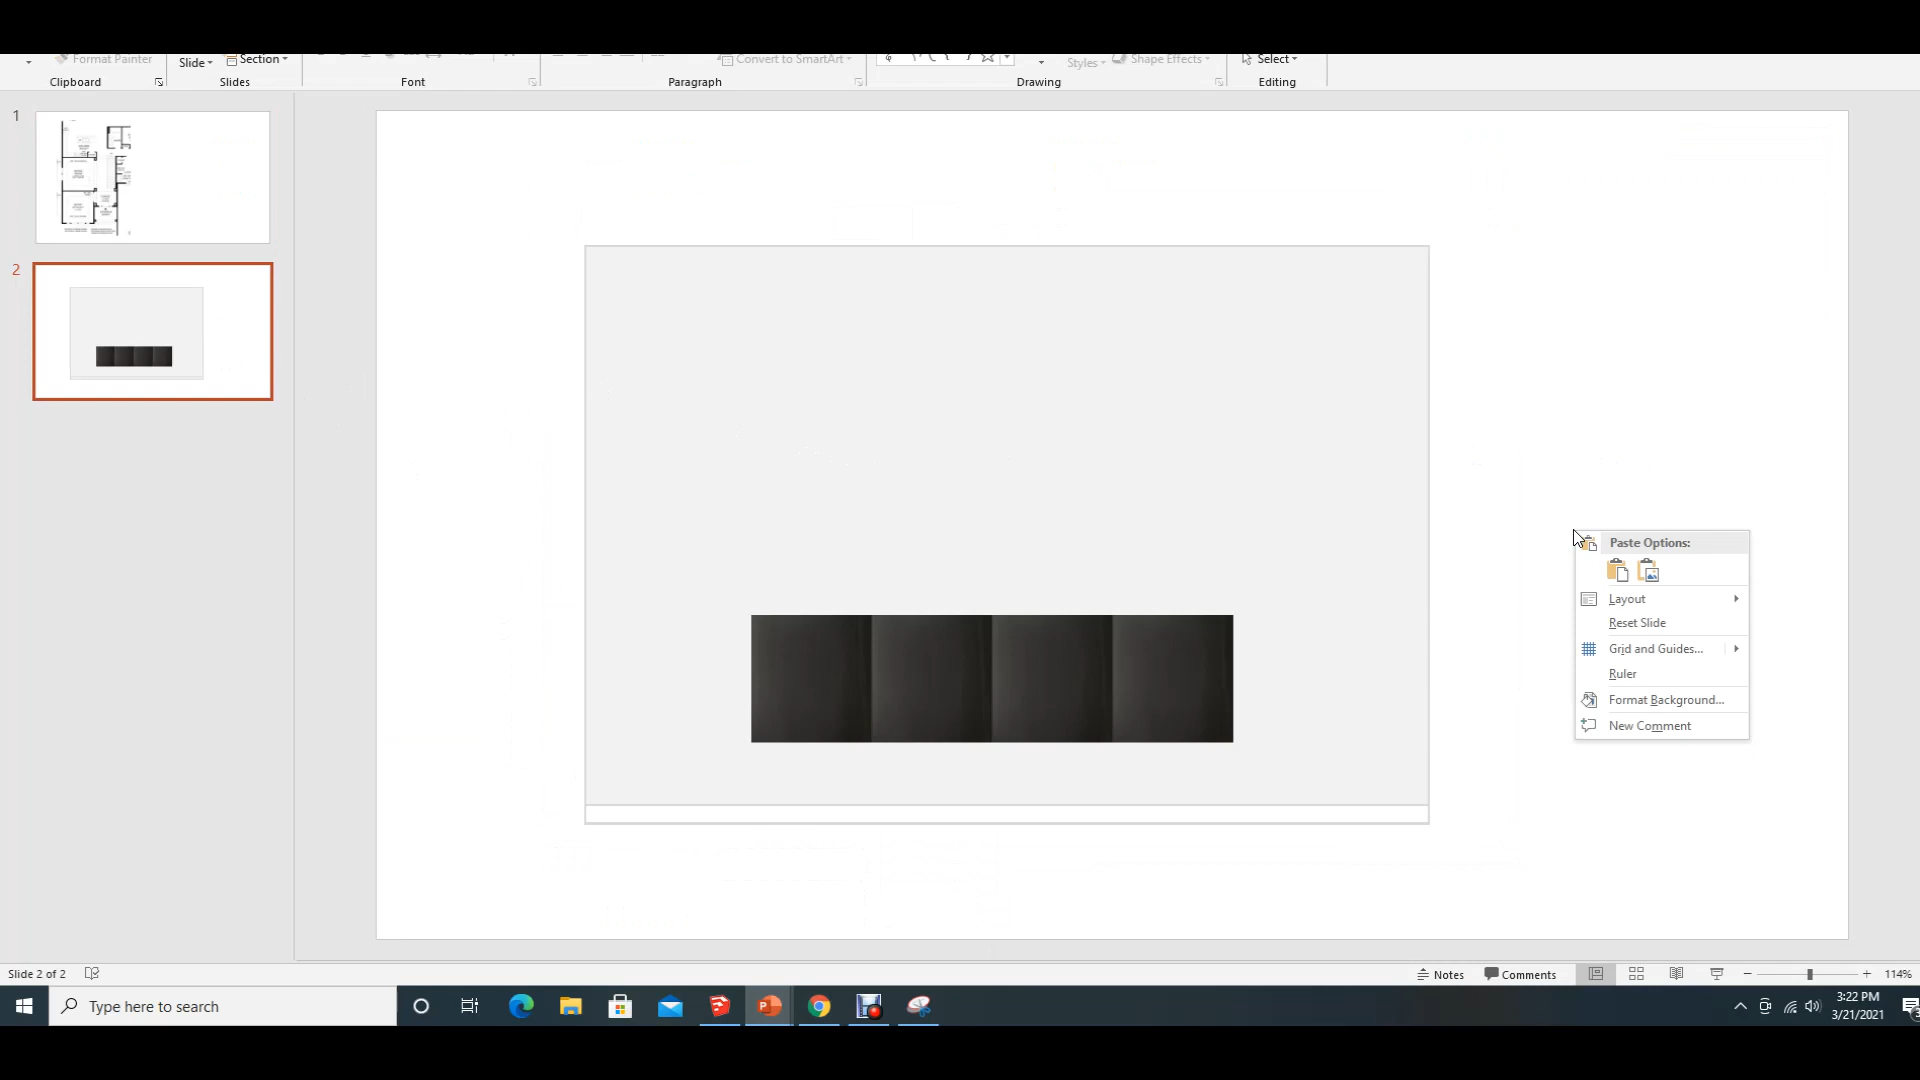 Format Painter
Slide
Section
Convert to SmartArt
Styles
Shape Effects
Select
Clipboard
Slides
Font
Paragraph
Drawing
Editing
1
2
Paste Options:
Layout
Reset Slide
Grid and Guides...
Ruler
Format Background...
New Comment
Slide 2 of 2
Notes
Comments
114%
Type here to search
3:22 PM
3/21/2021